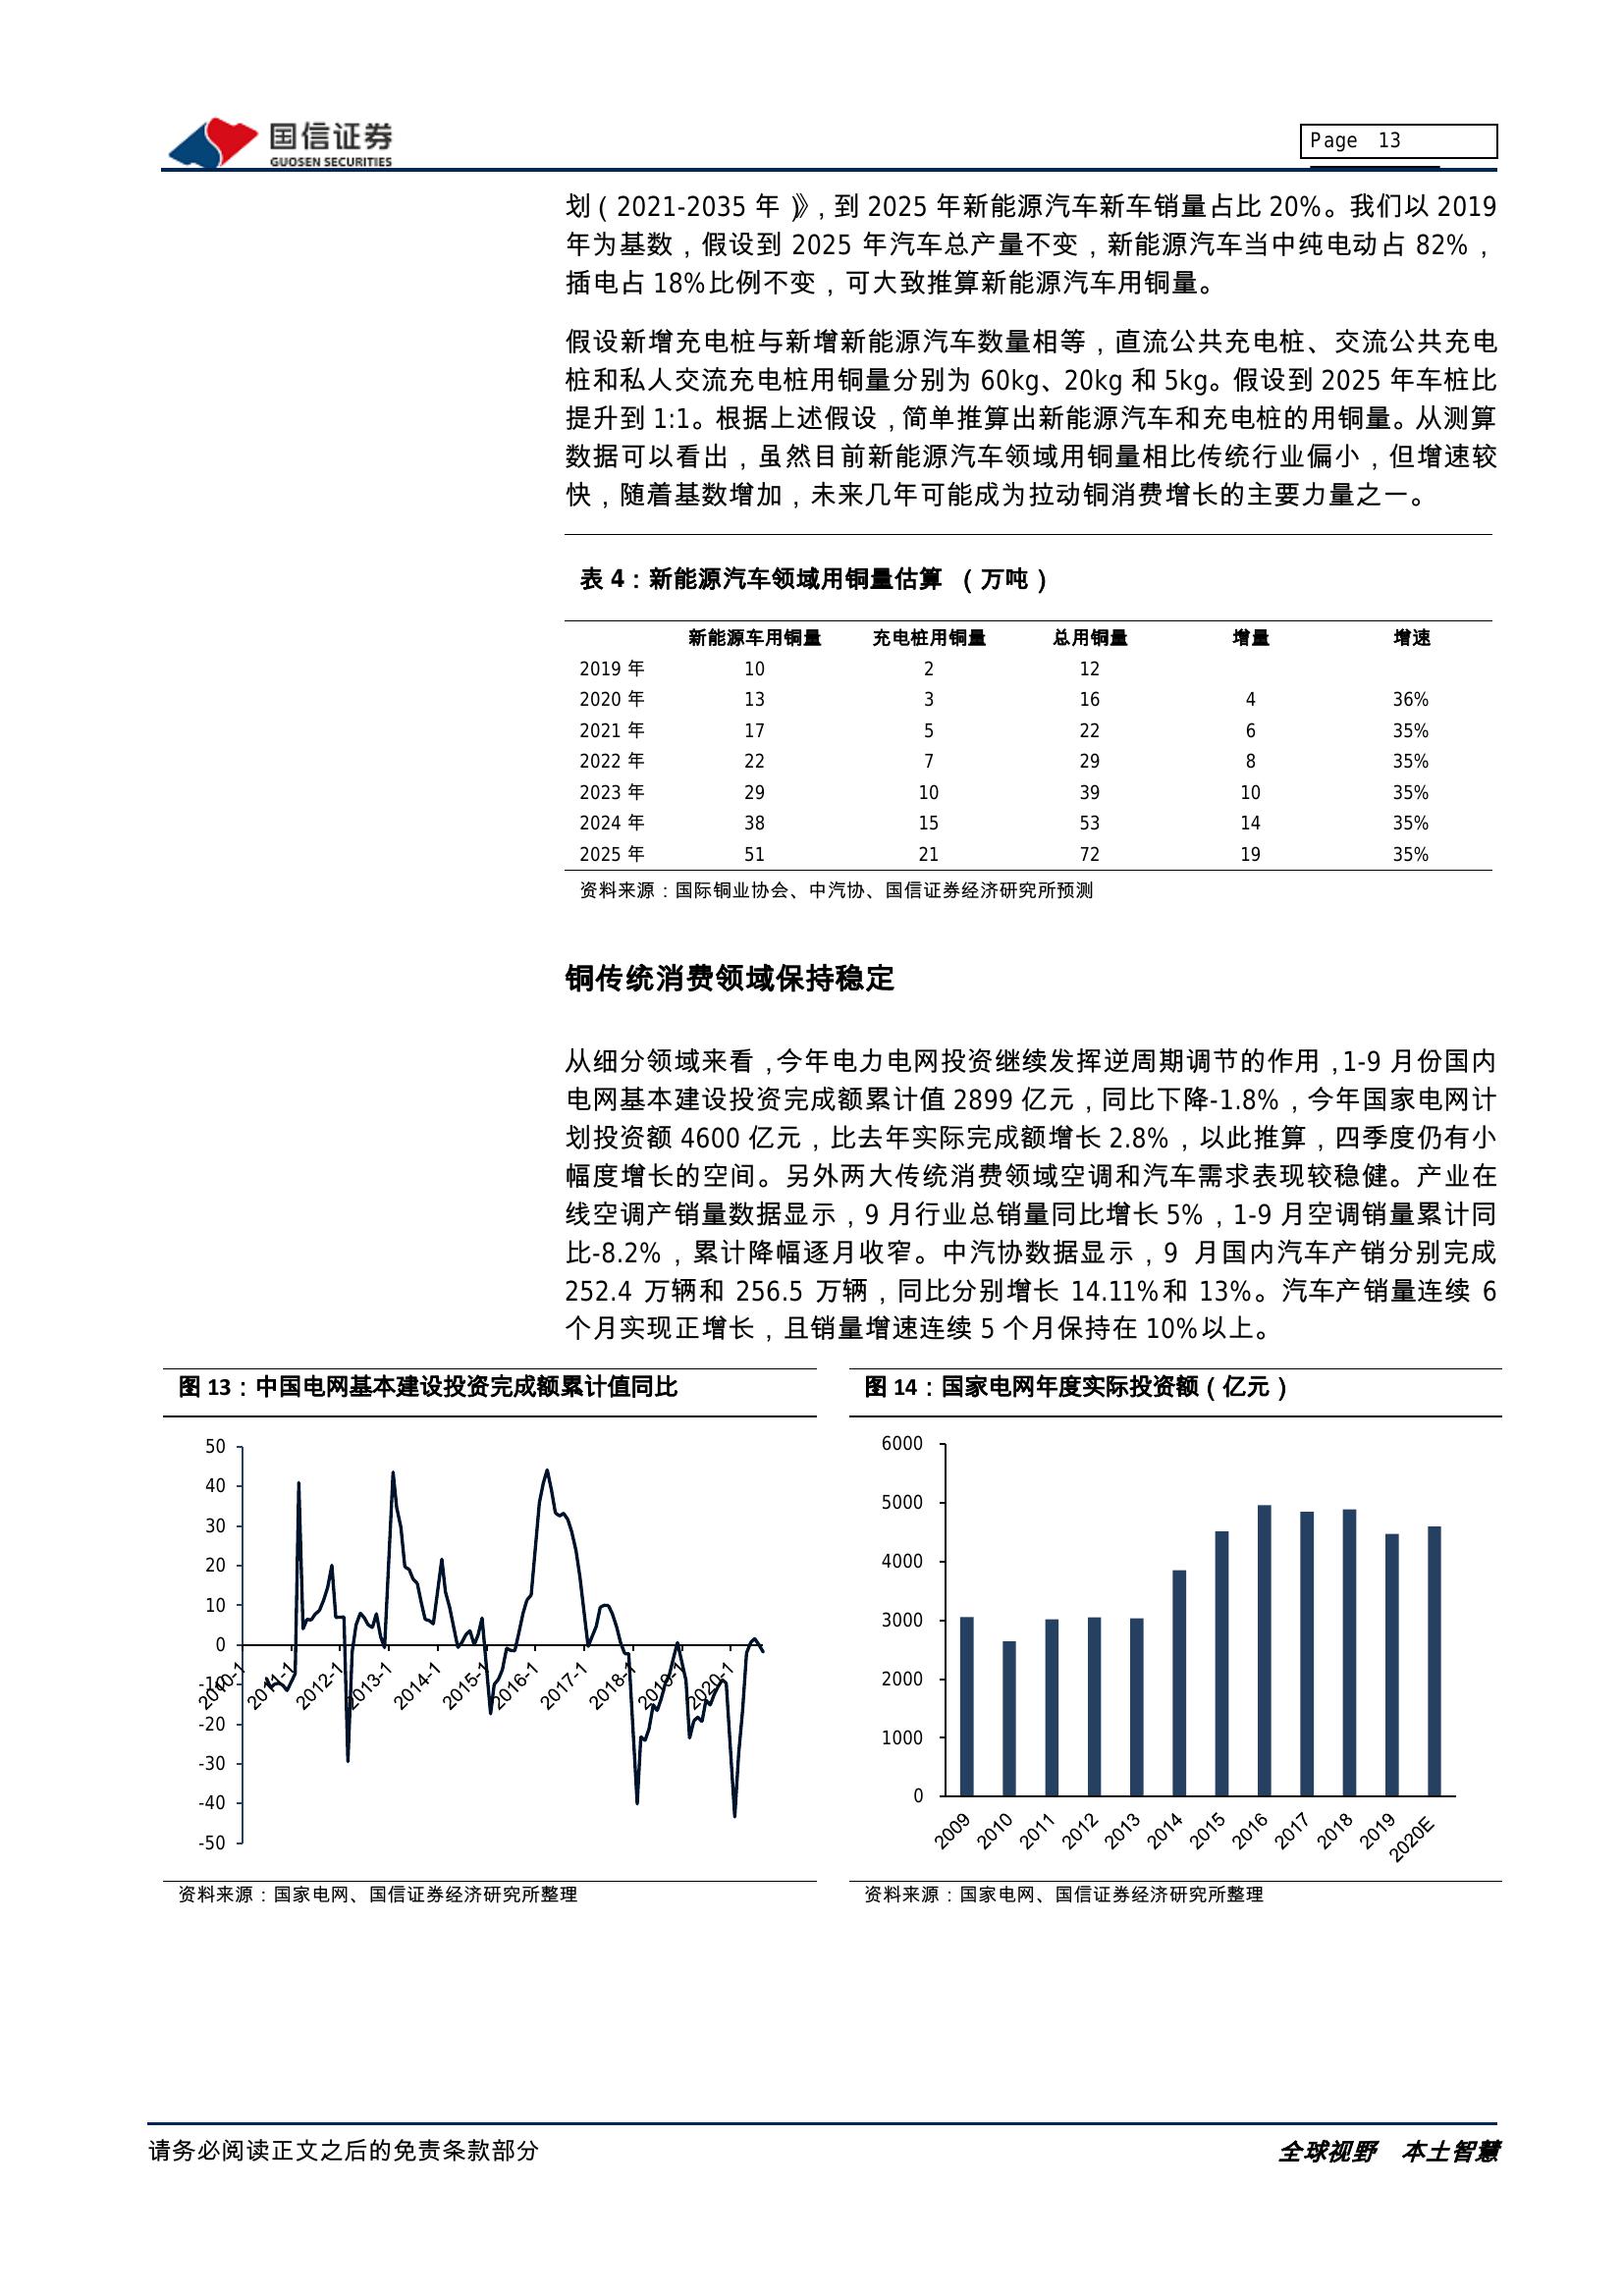 国信证券
GUOSEN SECURITIES
Page 13
划（2021-2035 年）》，到 2025 年新能源汽车新车销量占比 20%。我们以 2019
年为基数，假设到 2025 年汽车总产量不变，新能源汽车当中纯电动占 82%，
插电占 18%比例不变，可大致推算新能源汽车用铜量。
假设新增充电桩与新增新能源汽车数量相等，直流公共充电桩、交流公共充电
桩和私人交流充电桩用铜量分别为 60kg、20kg 和 5kg。假设到 2025 年车桩比
提升到 1:1。根据上述假设，简单推算出新能源汽车和充电桩的用铜量。从测算
数据可以看出，虽然目前新能源汽车领域用铜量相比传统行业偏小，但增速较
快，随着基数增加，未来几年可能成为拉动铜消费增长的主要力量之一。
表 4：新能源汽车领域用铜量估算 （万吨）
新能源车用铜量 充电桩用铜量 总用铜量 增量 增速
2019 年 10 2 12
2020 年 13 3 16 4 36%
2021 年 17 5 22 6 35%
2022 年 22 7 29 8 35%
2023 年 29 10 39 10 35%
2024 年 38 15 53 14 35%
2025 年 51 21 72 19 35%
资料来源：国际铜业协会、中汽协、国信证券经济研究所预测
铜传统消费领域保持稳定
从细分领域来看，今年电力电网投资继续发挥逆周期调节的作用，1-9 月份国内
电网基本建设投资完成额累计值 2899 亿元，同比下降-1.8%，今年国家电网计
划投资额 4600 亿元，比去年实际完成额增长 2.8%，以此推算，四季度仍有小
幅度增长的空间。另外两大传统消费领域空调和汽车需求表现较稳健。产业在
线空调产销量数据显示，9 月行业总销量同比增长 5%，1-9 月空调销量累计同
比-8.2%，累计降幅逐月收窄。中汽协数据显示，9 月国内汽车产销分别完成
252.4 万辆和 256.5 万辆，同比分别增长 14.11%和 13%。汽车产销量连续 6
个月实现正增长，且销量增速连续 5 个月保持在 10%以上。
图 13：中国电网基本建设投资完成额累计值同比
50
40
30
20
10
0
-10
-20
-30
-40
-50
2010-1 2011-1 2012-1 2013-1 2014-1 2015-1 2016-1 2017-1 2018-1 2019-1 2020-1
资料来源：国家电网、国信证券经济研究所整理
图 14：国家电网年度实际投资额（亿元）
6000
5000
4000
3000
2000
1000
0
2009 2010 2011 2012 2013 2014 2015 2016 2017 2018 2019 2020E
资料来源：国家电网、国信证券经济研究所整理
请务必阅读正文之后的免责条款部分
全球视野 本土智慧